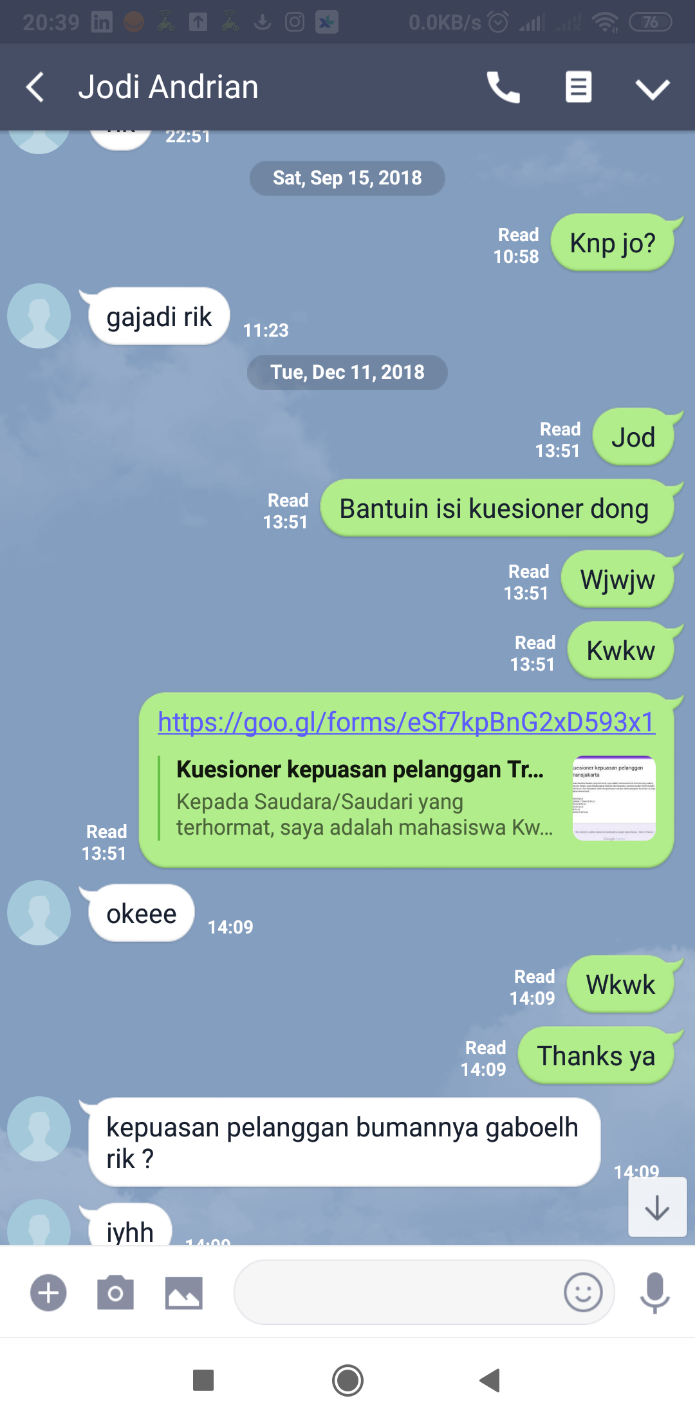 20:39
0.0KB/s
76
Jodi Andrian
22:51
Sat, Sep 15, 2018
Read
10:58
Knp jo?
gajadi rik
11:23
Tue, Dec 11, 2018
Read
13:51
Jod
Read
13:51
Bantuin isi kuesioner dong
Read
13:51
Wjwjw
Read
13:51
Kwkw
https://goo.gl/forms/eSf7kpBnG2xD593x1
Kuesioner kepuasan pelanggan Tr...
Kepada Saudara/Saudari yang
terhormat, saya adalah mahasiswa Kw...
Read
13:51
okeee
14:09
Read
14:09
Wkwk
Read
14:09
Thanks ya
kepuasan pelanggan bumannya gaboelh
rik ?
14:09
iyhh
14:09